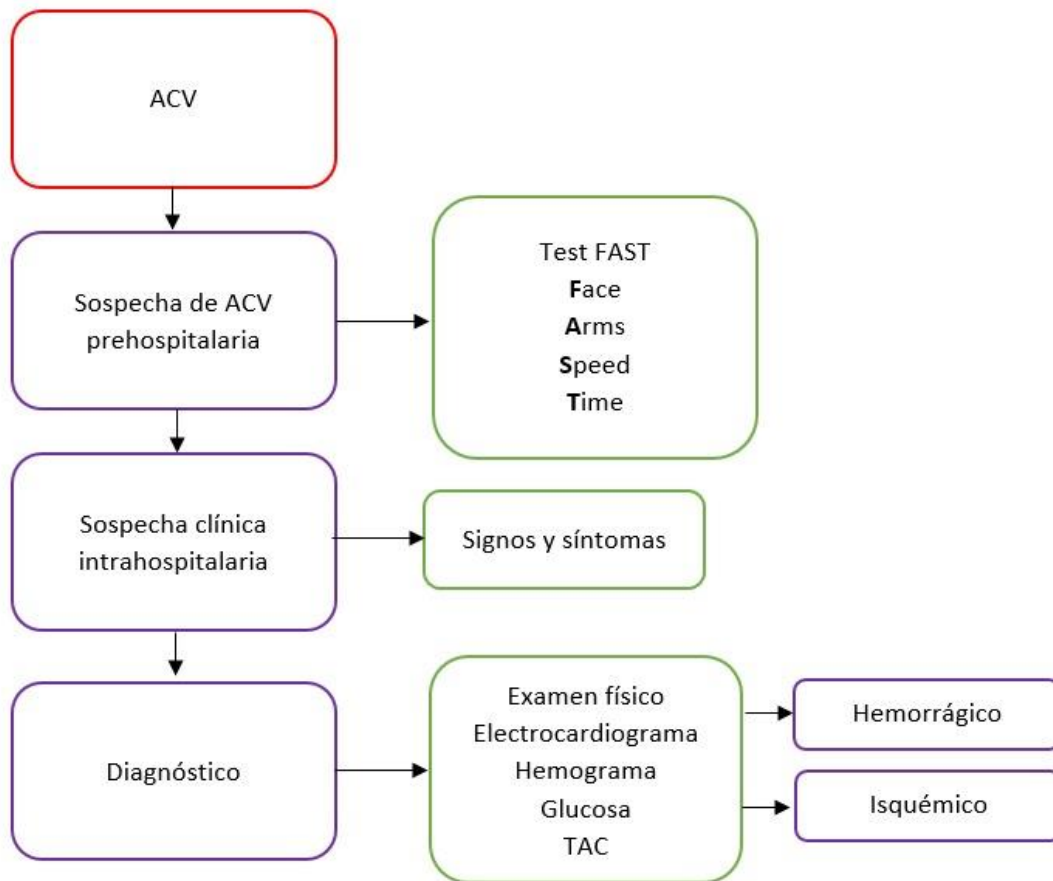 ACV
Sospecha de ACV
prehospitalaria
Test FAST
Face
Arms
Speed
Time
Sospecha clínica
intrahospitalaria
Signos y síntomas
Diagnóstico
Examen físico
Electrocardiograma
Hemograma
Glucosa
TAC
Hemorrágico
Isquémico